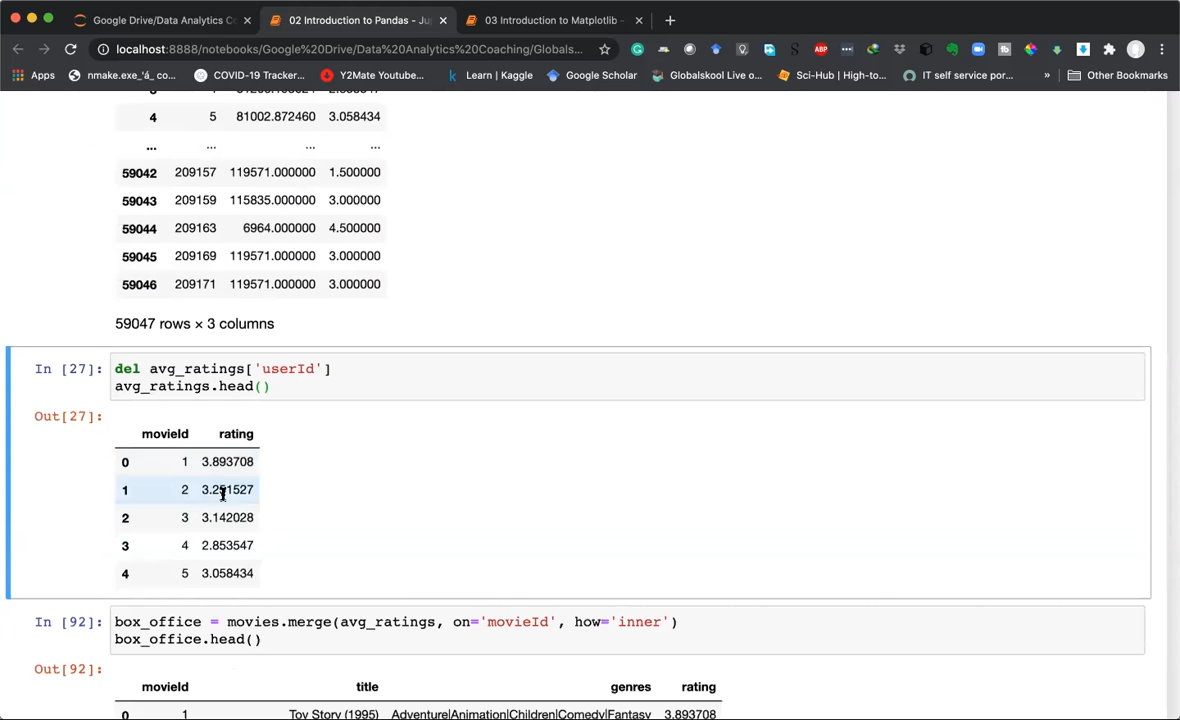 Google Drive/Data Analytics C
02 Introduction to Pandas - Ju
03 Introduction to Matplotlib -
localhost:8888/notebooks/Google%20Drive/Data%20Analytics%20Coaching/Globals...
Apps
nmake.exe_'á_co...
COVID-19 Tracker...
Y2Mate Youtube...
Learn | Kaggle
Google Scholar
Globalskool Live o...
Sci-Hub | High-to...
IT self service por...
»
Other Bookmarks
4 5 81002.872460 3.058434
... ... ... ...
59042 209157 119571.000000 1.500000
59043 209159 115835.000000 3.000000
59044 209163 6964.000000 4.500000
59045 209169 119571.000000 3.000000
59046 209171 119571.000000 3.000000
59047 rows × 3 columns
In [27]: del avg_ratings['userId']
avg_ratings.head()
Out[27]:
movieId rating
0 1 3.893708
1 2 3.251527
2 3 3.142028
3 4 2.853547
4 5 3.058434
In [92]: box_office = movies.merge(avg_ratings, on='movieId', how='inner')
box_office.head()
Out[92]:
movieId title genres rating
0 1 Toy Story (1995) Adventure|Animation|Children|Comedy|Fantasy 3.893708